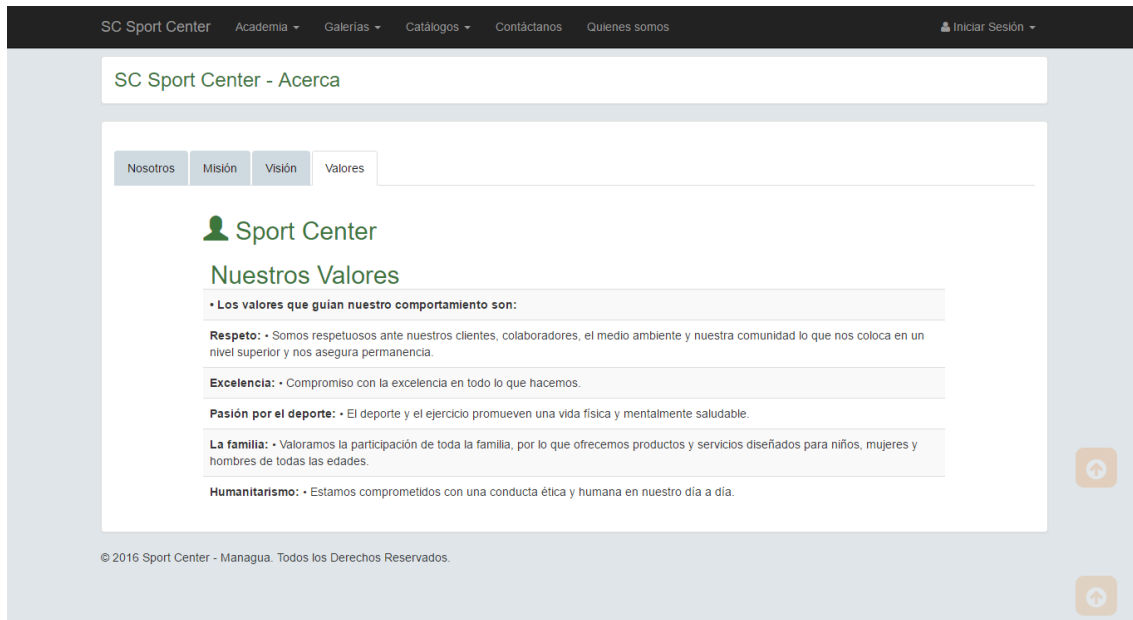 SC Sport Center Academia Galerías Catálogos Contáctanos Quienes somos Iniciar Sesión
SC Sport Center - Acerca
Nosotros Misión Visión Valores
Sport Center
Nuestros Valores
• Los valores que guían nuestro comportamiento son:
Respeto: • Somos respetuosos ante nuestros clientes, colaboradores, el medio ambiente y nuestra comunidad lo que nos coloca en un
nivel superior y nos asegura permanencia.
Excelencia: • Compromiso con la excelencia en todo lo que hacemos.
Pasión por el deporte: • El deporte y el ejercicio promueven una vida física y mentalmente saludable.
La familia: • Valoramos la participación de toda la familia, por lo que ofrecemos productos y servicios diseñados para niños, mujeres y
hombres de todas las edades.
Humanitarismo: • Estamos comprometidos con una conducta ética y humana en nuestro día a día.
© 2016 Sport Center - Managua. Todos los Derechos Reservados.